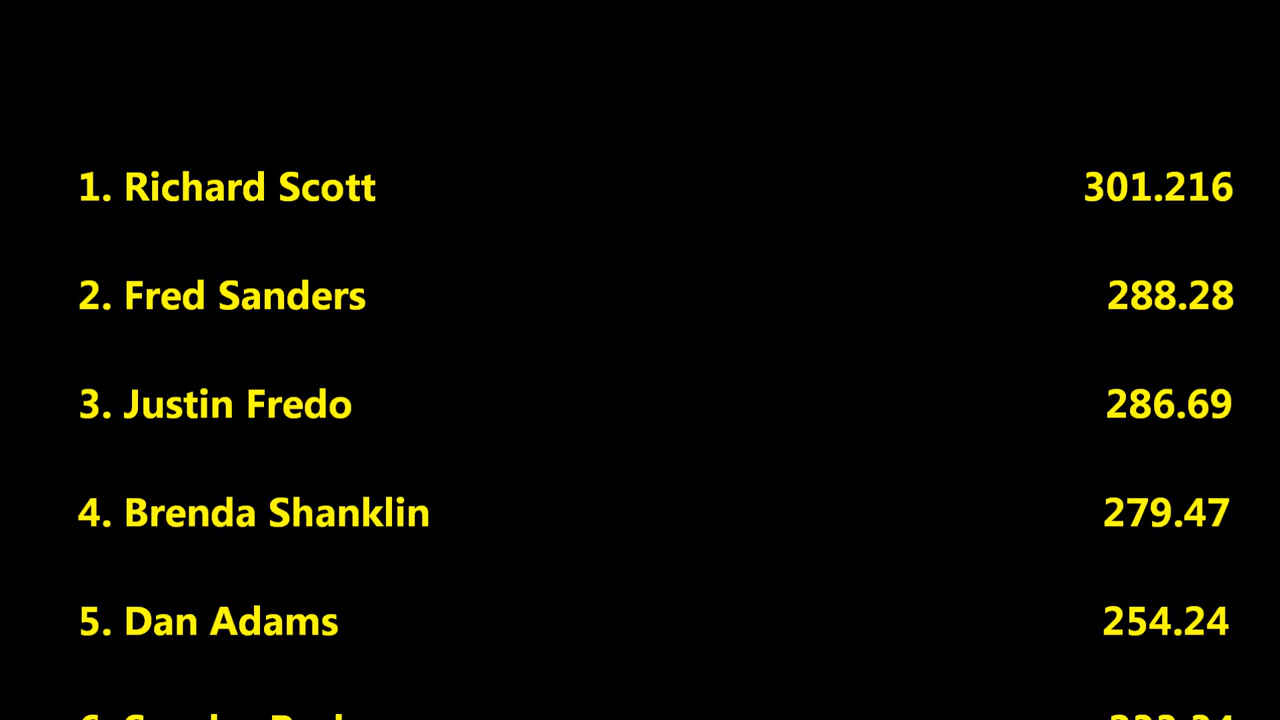 1. Richard Scott 301.216
2. Fred Sanders 288.28
3. Justin Fredo 286.69
4. Brenda Shanklin 279.47
5. Dan Adams 254.24